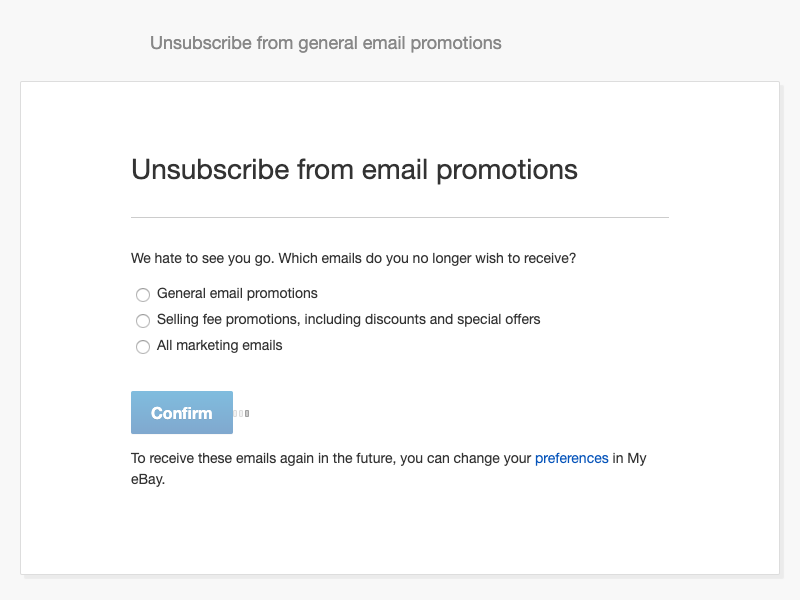 Unsubscribe from general email promotions
Unsubscribe from email promotions
We hate to see you go. Which emails do you no longer wish to receive?
General email promotions
Selling fee promotions, including discounts and special offers
All marketing emails
Confirm
To receive these emails again in the future, you can change your preferences in My
eBay.